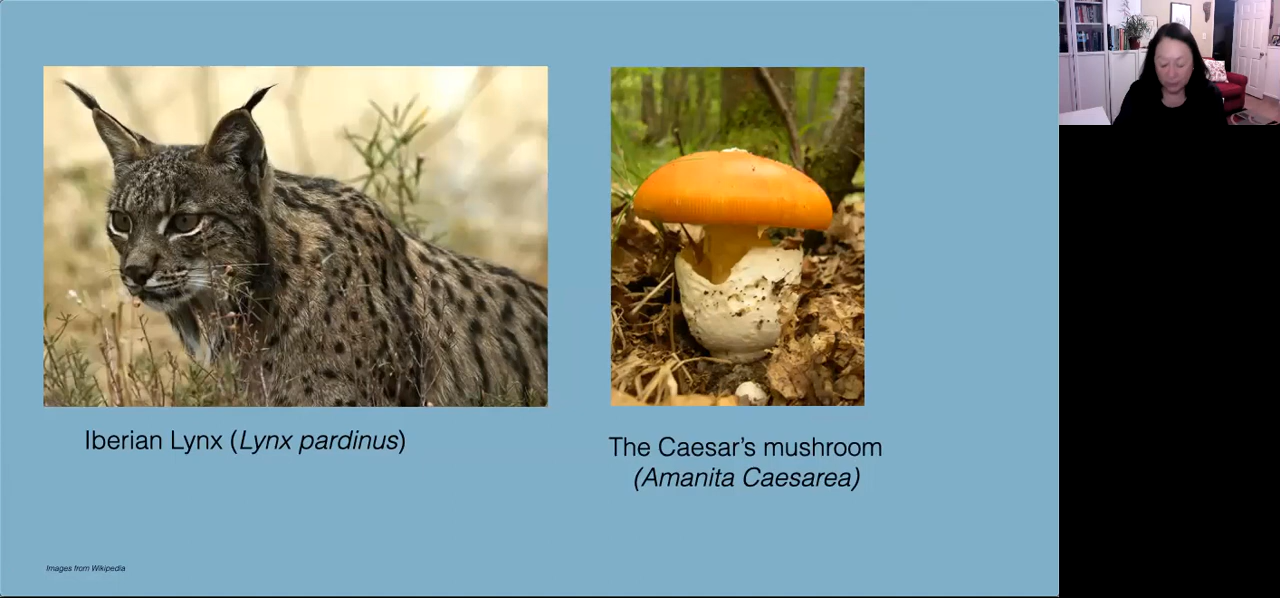 Iberian Lynx (Lynx pardinus)
The Caesar's mushroom
(Amanita Caesarea)
Images from Wikipedia